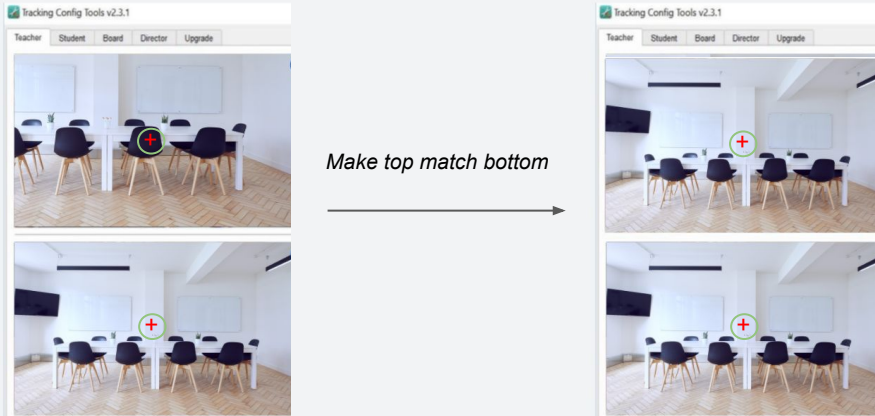 Tracking Config Tools v2.3.1
Teacher Student Board Director Upgrade
Make top match bottom
Tracking Config Tools v2.3.1
Teacher Student Board Director Upgrade